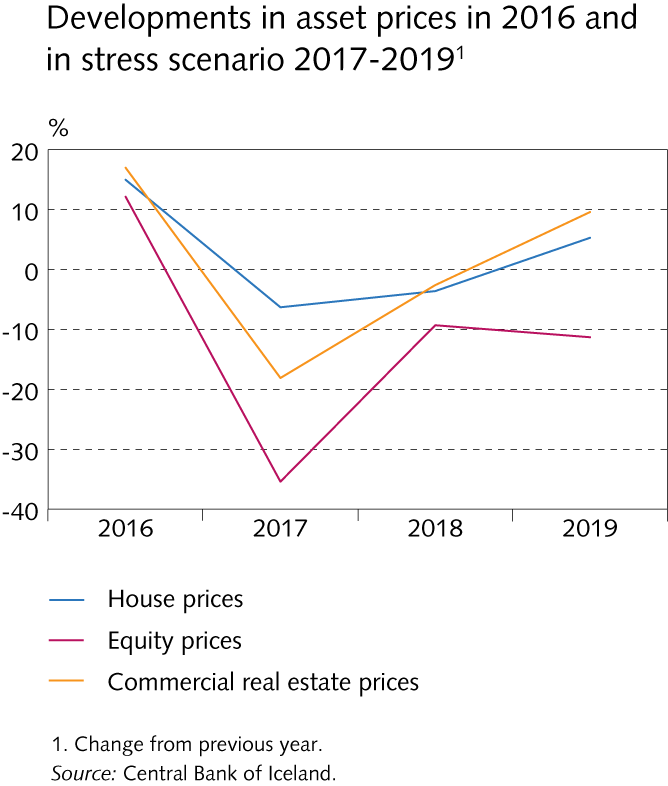 Developments in asset prices in 2016 and
in stress scenario 2017-2019¹
%
20
10
0
-10
-20
-30
-40
2016 2017 2018 2019
House prices
Equity prices
Commercial real estate prices
1. Change from previous year.
Source: Central Bank of Iceland.